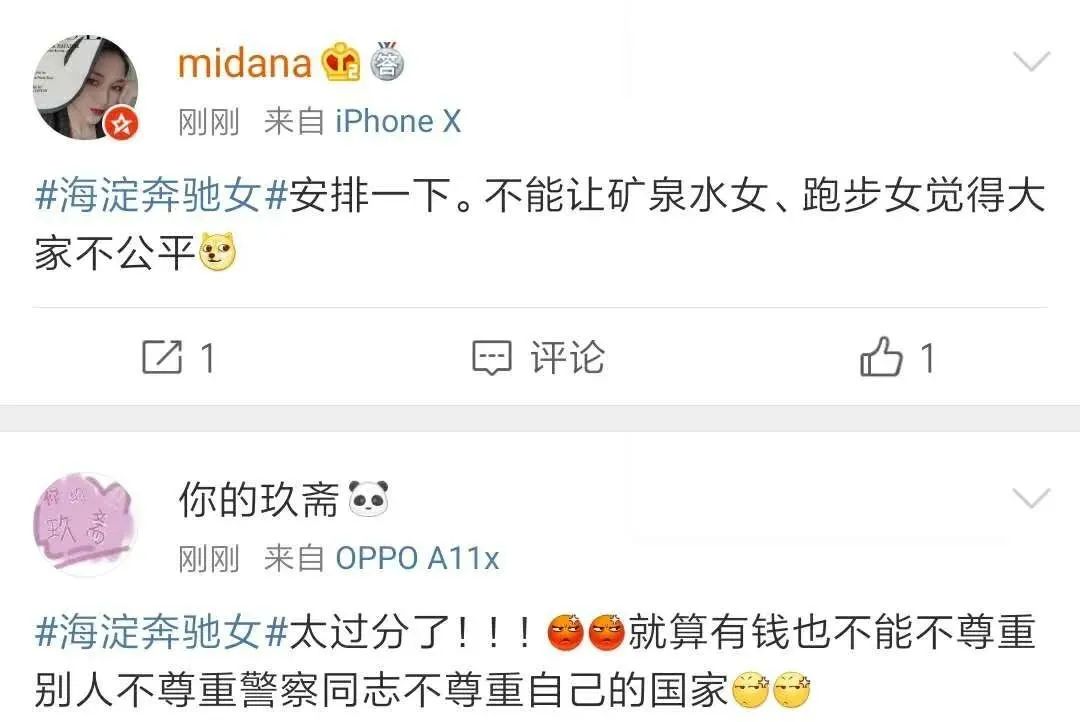 midana
刚刚 来自 iPhone X
#海淀奔驰女#安排一下。不能让矿泉水女、跑步女觉得大
家不公平
1 评论 1
你的玖斋
刚刚 来自 OPPO A11x
#海淀奔驰女#太过分了！！！就算有钱也不能不尊重
别人不尊重警察同志不尊重自己的国家